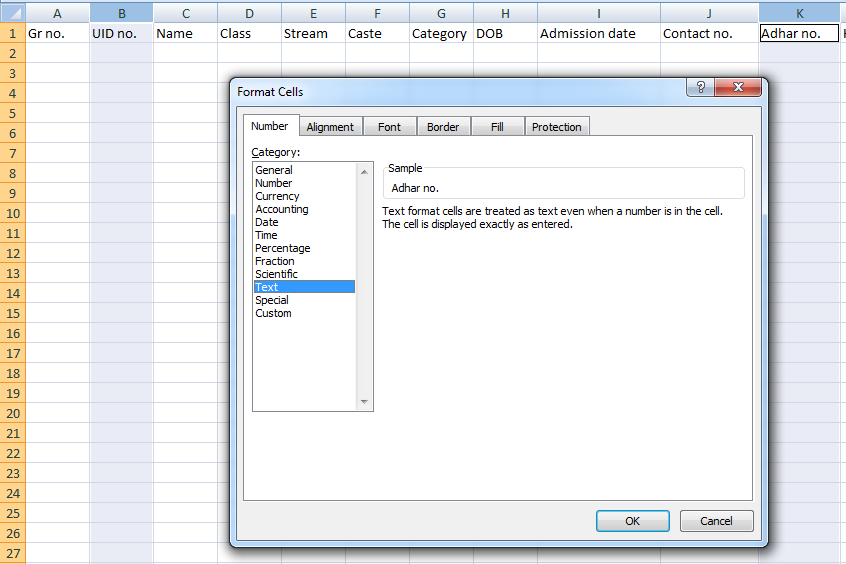 A B C D E F G H I J K
1 Gr no. UID no. Name Class Stream Caste Category DOB Admission date Contact no. Adhar no.
2
3
4
5
6
7
8
9
10
11
12
13
14
15
16
17
18
19
20
21
22
23
24
25
26
27
Format Cells
Number Alignment Font Border Fill Protection
Category:
General
Number
Currency
Accounting
Date
Time
Percentage
Fraction
Scientific
Text
Special
Custom
Sample
Adhar no.
Text format cells are treated as text even when a number is in the cell.
The cell is displayed exactly as entered.
OK Cancel